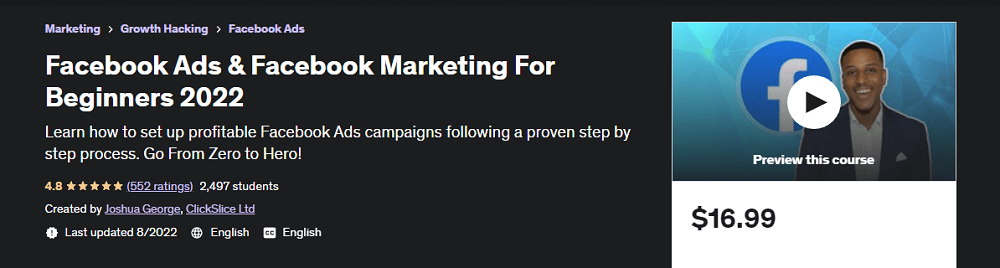 Marketing > Growth Hacking > Facebook Ads
Facebook Ads & Facebook Marketing For
Beginners 2022
Learn how to set up profitable Facebook Ads campaigns following a proven step by
step process. Go From Zero to Hero!
4.8 ★★★★★ (552 ratings) 2,497 students
Created by Joshua George, ClickSlice Ltd
Last updated 8/2022 English CC English
f
Preview this course
$16.99